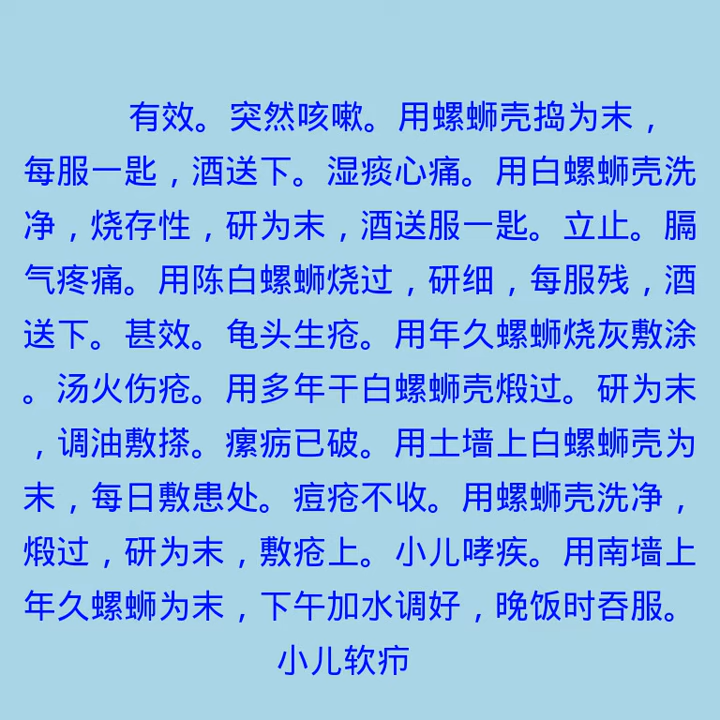 有效。突然咳嗽。用螺蛳壳捣为末，
每服一匙，酒送下。湿痰心痛。用白螺蛳壳洗
净，烧存性，研为末，酒送服一匙。立止。膈
气疼痛。用陈白螺蛳烧过，研细，每服残，酒
送下。甚效。龟头生疮。用年久螺蛳烧灰敷涂
。汤火伤疮。用多年干白螺蛳壳煅过。研为末
，调油敷搽。瘰疬已破。用土墙上白螺蛳壳为
末，每日敷患处。痘疮不收。用螺蛳壳洗净，
煅过，研为末，敷疮上。小儿哮疾。用南墙上
年久螺蛳为末，下午加水调好，晚饭时吞服。
小儿软疖